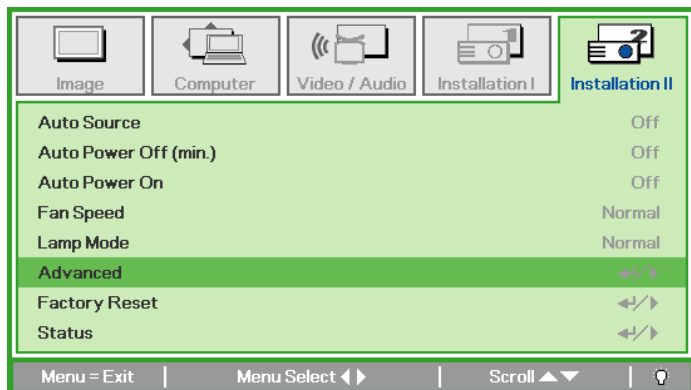 Image Computer Video / Audio Installation I Installation II
Auto Source Off
Auto Power Off (min.) Off
Auto Power On Off
Fan Speed Normal
Lamp Mode Normal
Advanced ↵/▶
Factory Reset ↵/▶
Status ↵/▶
Menu = Exit | Menu Select ◀ ▶ | Scroll ▲▼ |